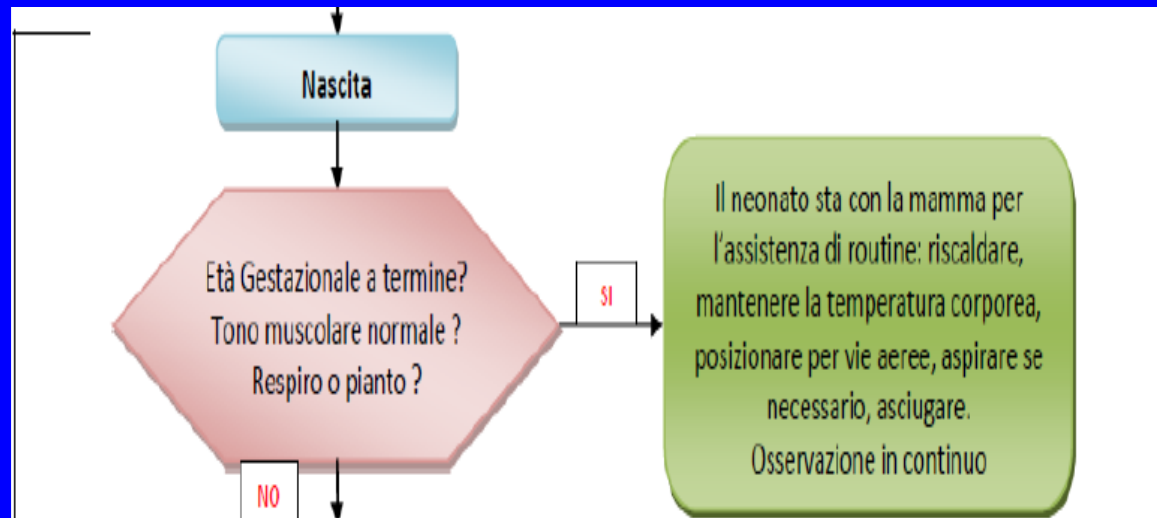 Nascita
Età Gestazionale a termine?
Tono muscolare normale ?
Respiro o pianto ?
SI
Il neonato sta con la mamma per
l'assistenza di routine: riscaldare,
mantenere la temperatura corporea,
posizionare per vie aeree, aspirare se
necessario, asciugare.
Osservazione in continuo
NO